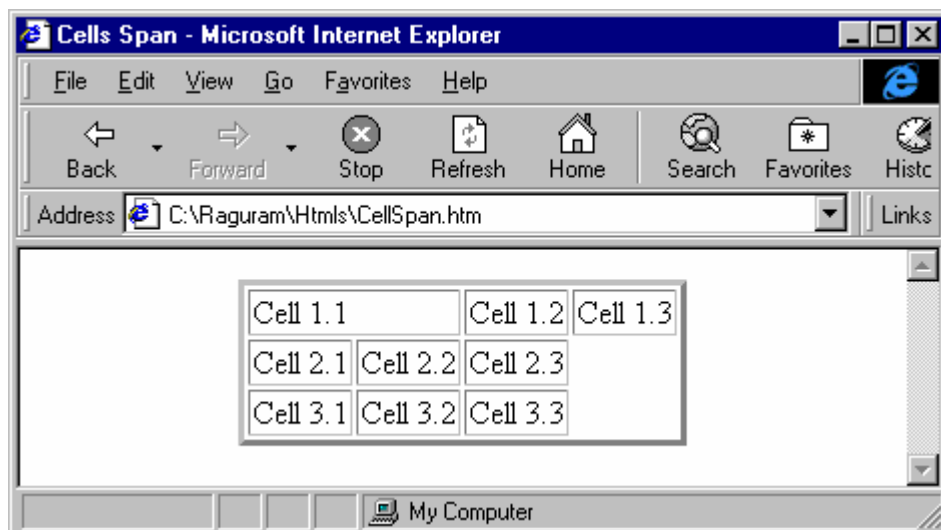 Cells Span - Microsoft Internet Explorer
File Edit View Go Favorites Help
Back Forward Stop Refresh Home Search Favorites Histc
Address C:\Raguram\Htmls\CellSpan.htm Links
Cell 1.1 Cell 1.2 Cell 1.3
Cell 2.1 Cell 2.2 Cell 2.3
Cell 3.1 Cell 3.2 Cell 3.3
My Computer